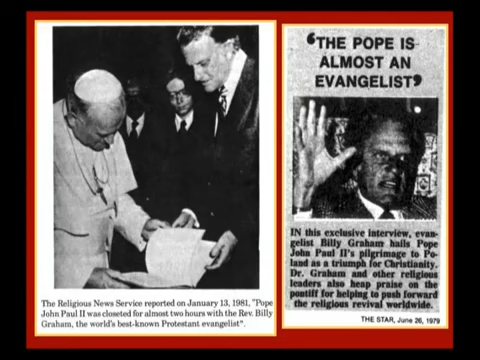 The Religious News Service reported on January 13, 1981, "Pope
John Paul II was closeted for almost two hours with the Rev. Billy
Graham, the world's best-known Protestant evangelist".
‘THE POPE IS
ALMOST AN
EVANGELIST’
IN this exclusive interview, evan-
gelist Billy Graham hails Pope
John Paul II's pilgrimage to Po-
land as a triumph for Christianity.
Dr. Graham and other religious
leaders also heap praise on the
pontiff for helping to push forward
the religious revival worldwide.
THE STAR, June 26, 1979